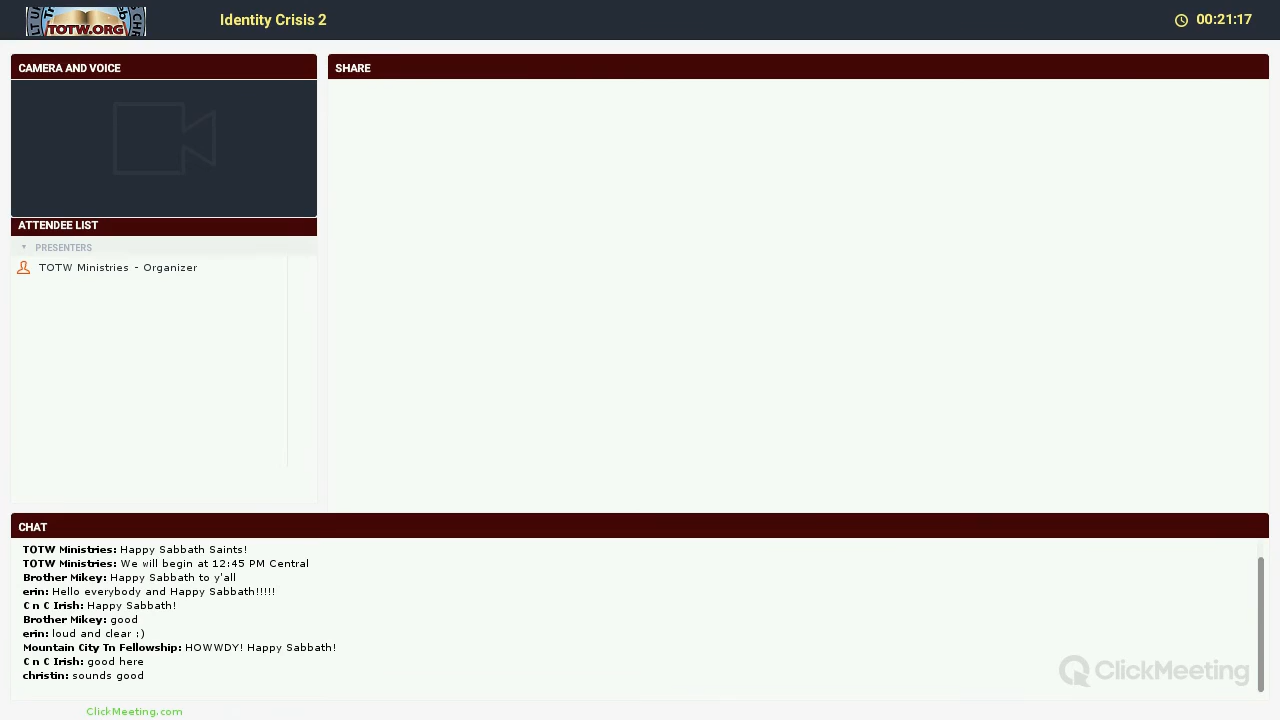 TOTW.ORG
Identity Crisis 2
00:21:17
CAMERA AND VOICE
SHARE
ATTENDEE LIST
PRESENTERS
TOTW Ministries - Organizer
CHAT
TOTW Ministries: Happy Sabbath Saints!
TOTW Ministries: We will begin at 12:45 PM Central
Brother Mikey: Happy Sabbath to y'all
erin: Hello everybody and Happy Sabbath!!!!!
C n C Irish: Happy Sabbath!
Brother Mikey: good
erin: loud and clear :)
Mountain City Tn Fellowship: HOWWDY! Happy Sabbath!
C n C Irish: good here
christin: sounds good
ClickMeeting
ClickMeeting.com